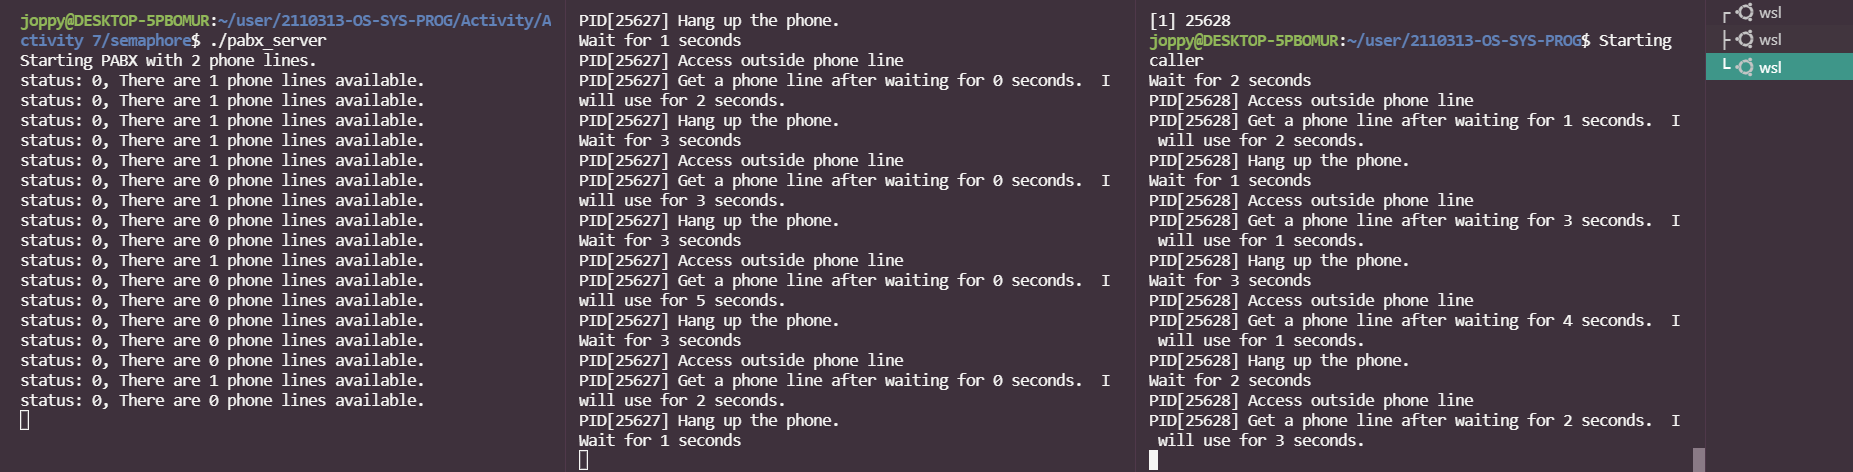 joppy@DESKTOP-5PBOMUR:~/user/2110313-OS-SYS-PROG/Activity/A
ctivity 7/semaphore$ ./pabx_server
Starting PABX with 2 phone lines.
status: 0, There are 1 phone lines available.
status: 0, There are 1 phone lines available.
status: 0, There are 1 phone lines available.
status: 0, There are 1 phone lines available.
status: 0, There are 1 phone lines available.
status: 0, There are 0 phone lines available.
status: 0, There are 1 phone lines available.
status: 0, There are 0 phone lines available.
status: 0, There are 0 phone lines available.
status: 0, There are 1 phone lines available.
status: 0, There are 0 phone lines available.
status: 0, There are 0 phone lines available.
status: 0, There are 0 phone lines available.
status: 0, There are 0 phone lines available.
status: 0, There are 0 phone lines available.
status: 0, There are 1 phone lines available.
status: 0, There are 0 phone lines available.
PID[25627] Hang up the phone.
Wait for 1 seconds
PID[25627] Access outside phone line
PID[25627] Get a phone line after waiting for 0 seconds.  I
will use for 2 seconds.
PID[25627] Hang up the phone.
Wait for 3 seconds
PID[25627] Access outside phone line
PID[25627] Get a phone line after waiting for 0 seconds.  I
will use for 3 seconds.
PID[25627] Hang up the phone.
Wait for 3 seconds
PID[25627] Access outside phone line
PID[25627] Get a phone line after waiting for 0 seconds.  I
will use for 5 seconds.
PID[25627] Hang up the phone.
Wait for 3 seconds
PID[25627] Access outside phone line
PID[25627] Get a phone line after waiting for 0 seconds.  I
will use for 2 seconds.
PID[25627] Hang up the phone.
Wait for 1 seconds
[1] 25628
joppy@DESKTOP-5PBOMUR:~/user/2110313-OS-SYS-PROG$ Starting
caller
Wait for 2 seconds
PID[25628] Access outside phone line
PID[25628] Get a phone line after waiting for 1 seconds.  I
 will use for 2 seconds.
PID[25628] Hang up the phone.
Wait for 1 seconds
PID[25628] Access outside phone line
PID[25628] Get a phone line after waiting for 3 seconds.  I
 will use for 1 seconds.
PID[25628] Hang up the phone.
Wait for 3 seconds
PID[25628] Access outside phone line
PID[25628] Get a phone line after waiting for 4 seconds.  I
 will use for 1 seconds.
PID[25628] Hang up the phone.
Wait for 2 seconds
PID[25628] Access outside phone line
PID[25628] Get a phone line after waiting for 2 seconds.  I
 will use for 3 seconds.
wsl
wsl
wsl